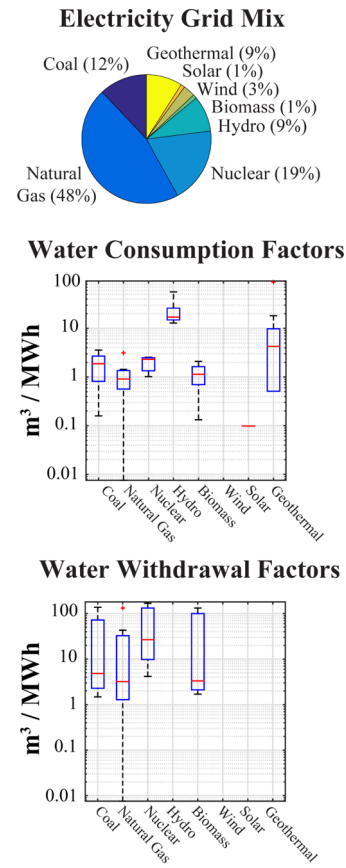 Electricity Grid Mix
Geothermal (9%)
Coal (12%)
Solar (1%)
Wind (3%)
Biomass (1%)
Hydro (9%)
Natural
Gas (48%)
Nuclear (19%)
Water Consumption Factors
m³ / MWh
100
10
1
0.1
0.01
Coal
Natural Gas
Nuclear
Hydro
Biomass
Wind
Solar
Geothermal
Water Withdrawal Factors
m³ / MWh
100
10
1
0.1
0.01
Coal
Natural Gas
Nuclear
Hydro
Biomass
Wind
Solar
Geothermal